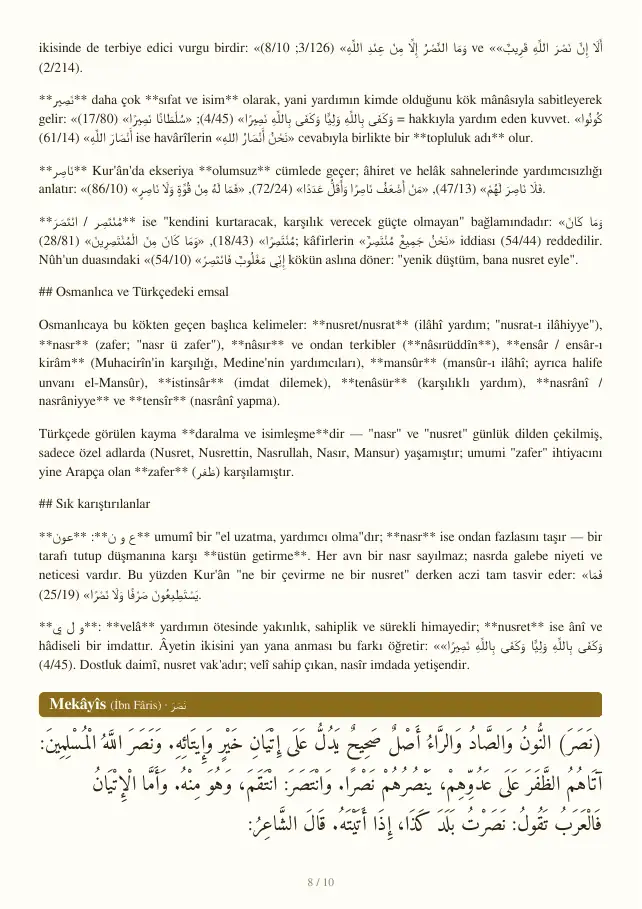 ikisinde de terbiye edici vurgu birdir: «وَمَا النَّصْرُ إِلَّا مِنْ عِنْدِ اللَّهِ» (3/126; 8/10) ve «أَلَا إِنَّ نَصْرَ اللَّهِ قَرِيبٌ»
(2/214).
**نَصِير** daha çok **sıfat ve isim** olarak, yani yardımın kimde olduğunu kök mânâsıyla sabitleyerek
gelir: «وَكَفَى بِاللَّهِ وَلِيًّا وَكَفَى بِاللَّهِ نَصِيرًا» (4/45); «سُلْطَانًا نَصِيرًا» (17/80) = hakkıyla yardım eden kuvvet. «كُونُوا
أَنْصَارَ اللَّهِ» (61/14) ise havârîlerin «نَحْنُ أَنْصَارُ اللَّهِ» cevabıyla birlikte bir **topluluk adı** olur.
**نَاصِر** Kur'ân'da ekseriya **olumsuz** cümlede geçer; âhiret ve helâk sahnelerinde yardımcısızlığı
anlatır: «فَمَا لَهُ مِنْ قُوَّةٍ وَلَا نَاصِرٍ» (86/10), «مَنْ أَضْعَفُ نَاصِرًا وَأَقَلُّ عَدَدًا» (72/24), «فَلَا نَاصِرَ لَهُمْ» (47/13).
**مُنْتَصِر / انْتَصَرَ** ise "kendini kurtaracak, karşılık verecek güçte olmayan" bağlamındadır: «وَمَا كَانَ
مُنْتَصِرًا» (18/43), «وَمَا كَانَ مِنَ الْمُنْتَصِرِينَ» (28/81); kâfirlerin «نَحْنُ جَمِيعٌ مُنْتَصِرٌ» iddiası (54/44) reddedilir.
Nûh'un duasındaki «إِنِّي مَغْلُوبٌ فَانْتَصِرْ» (54/10) kökün aslına döner: "yenik düştüm, bana nusret eyle".
## Osmanlıca ve Türkçedeki emsal
Osmanlıcaya bu kökten geçen başlıca kelimeler: **nusret/nusrat** (ilâhî yardım; "nusrat-ı ilâhiyye"),
**nasr** (zafer; "nasr ü zafer"), **nâsır** ve ondan terkibler (**nâsırüddîn**), **ensâr / ensâr-ı
kirâm** (Muhacirîn'in karşılığı, Medine'nin yardımcıları), **mansûr** (mansûr-ı ilâhî; ayrıca halife
unvanı el-Mansûr), **istinsâr** (imdat dilemek), **tenâsür** (karşılıklı yardım), **nasrânî /
nasrâniyye** ve **tensîr** (nasrânî yapma).
Türkçede görülen kayma **daralma ve isimleşme**dir — "nasr" ve "nusret" günlük dilden çekilmiş,
sadece özel adlarda (Nusret, Nusrettin, Nasrullah, Nasır, Mansur) yaşamıştır; umumi "zafer" ihtiyacını
yine Arapça olan **zafer** (ظفر) karşılamıştır.
## Sık karıştırılanlar
**ع و ن**: **عون** umumî bir "el uzatma, yardımcı olma"dır; **nasr** ise ondan fazlasını taşır — bir
tarafı tutup düşmanına karşı **üstün getirme**. Her avn bir nasr sayılmaz; nasrda galebe niyeti ve
neticesi vardır. Bu yüzden Kur'ân "ne bir çevirme ne bir nusret" derken aczi tam tasvir eder: «فَمَا
يَسْتَطِيعُونَ صَرْفًا وَلَا نَصْرًا» (25/19).
**و ل ي**: **velâ** yardımın ötesinde yakınlık, sahiplik ve sürekli himayedir; **nusret** ise ânî ve
hâdiseli bir imdattır. Âyetin ikisini yan yana anması bu farkı öğretir: «وَكَفَى بِاللَّهِ وَلِيًّا وَكَفَى بِاللَّهِ نَصِيرًا»
(4/45). Dostluk daimî, nusret vak'adır; velî sahip çıkan, nasîr imdada yetişendir.
Mekâyîs (İbn Fâris) · نَصَرَ
(نَصَرَ) النُّونُ وَالصَّادُ وَالرَّاءُ أَصْلٌ صَحِيحٌ يَدُلُّ عَلَى إِتْيَانِ خَيْرٍ وَإِيتَائِهِ. وَنَصَرَ اللَّهُ الْمُسْلِمِينَ:
آتَاهُمُ الظَّفَرَ عَلَى عَدُوِّهِمْ، يَنْصُرُهُمْ نَصْرًا. وَانْتَصَرَ: انْتَقَمَ، وَهُوَ مِنْهُ. وَأَمَّا الْإِتْيَانُ
فَالْعَرَبُ تَقُولُ: نَصَرْتُ بَلَدَ كَذَا، إِذَا أَتَيْتَهُ. قَالَ الشَّاعِرُ:
8 / 10